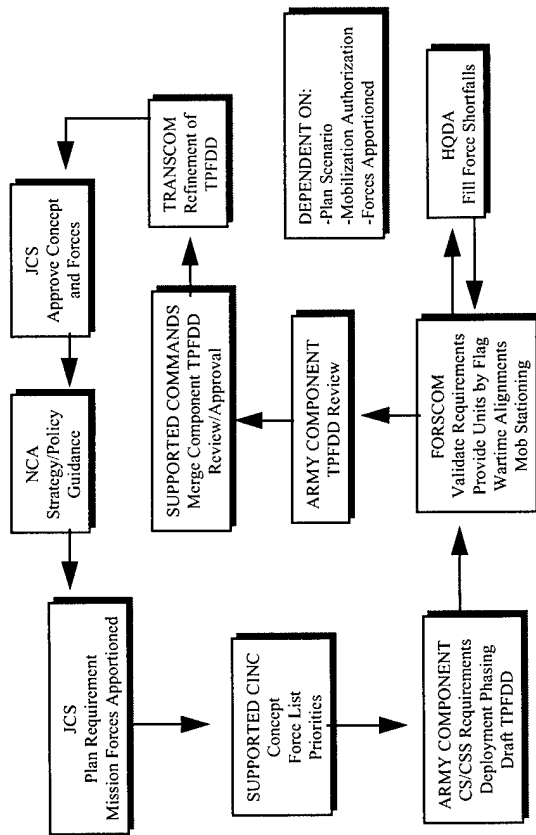 JCS
Plan Requirement
Mission Forces Apportioned
NCA
Strategy/Policy
Guidance
JCS
Approve Concept
and Forces
SUPPORTED CINC
Concept
Force List
Priorities
SUPPORTED COMMANDS
Merge Component TPFDD
Review/Approval
TRANSCOM
Refinement of
TPFDD
ARMY COMPONENT
TPFDD Review
DEPENDENT ON:
-Plan Scenario
-Mobilization Authorization
-Forces Apportioned
ARMY COMPONENT
CS/CSS Requirements
Deployment Phasing
Draft TPFDD
FORSCOM
Validate Requirements
Provide Units by Flag
Wartime Alignments
Mob Stationing
HQDA
Fill Force Shortfalls